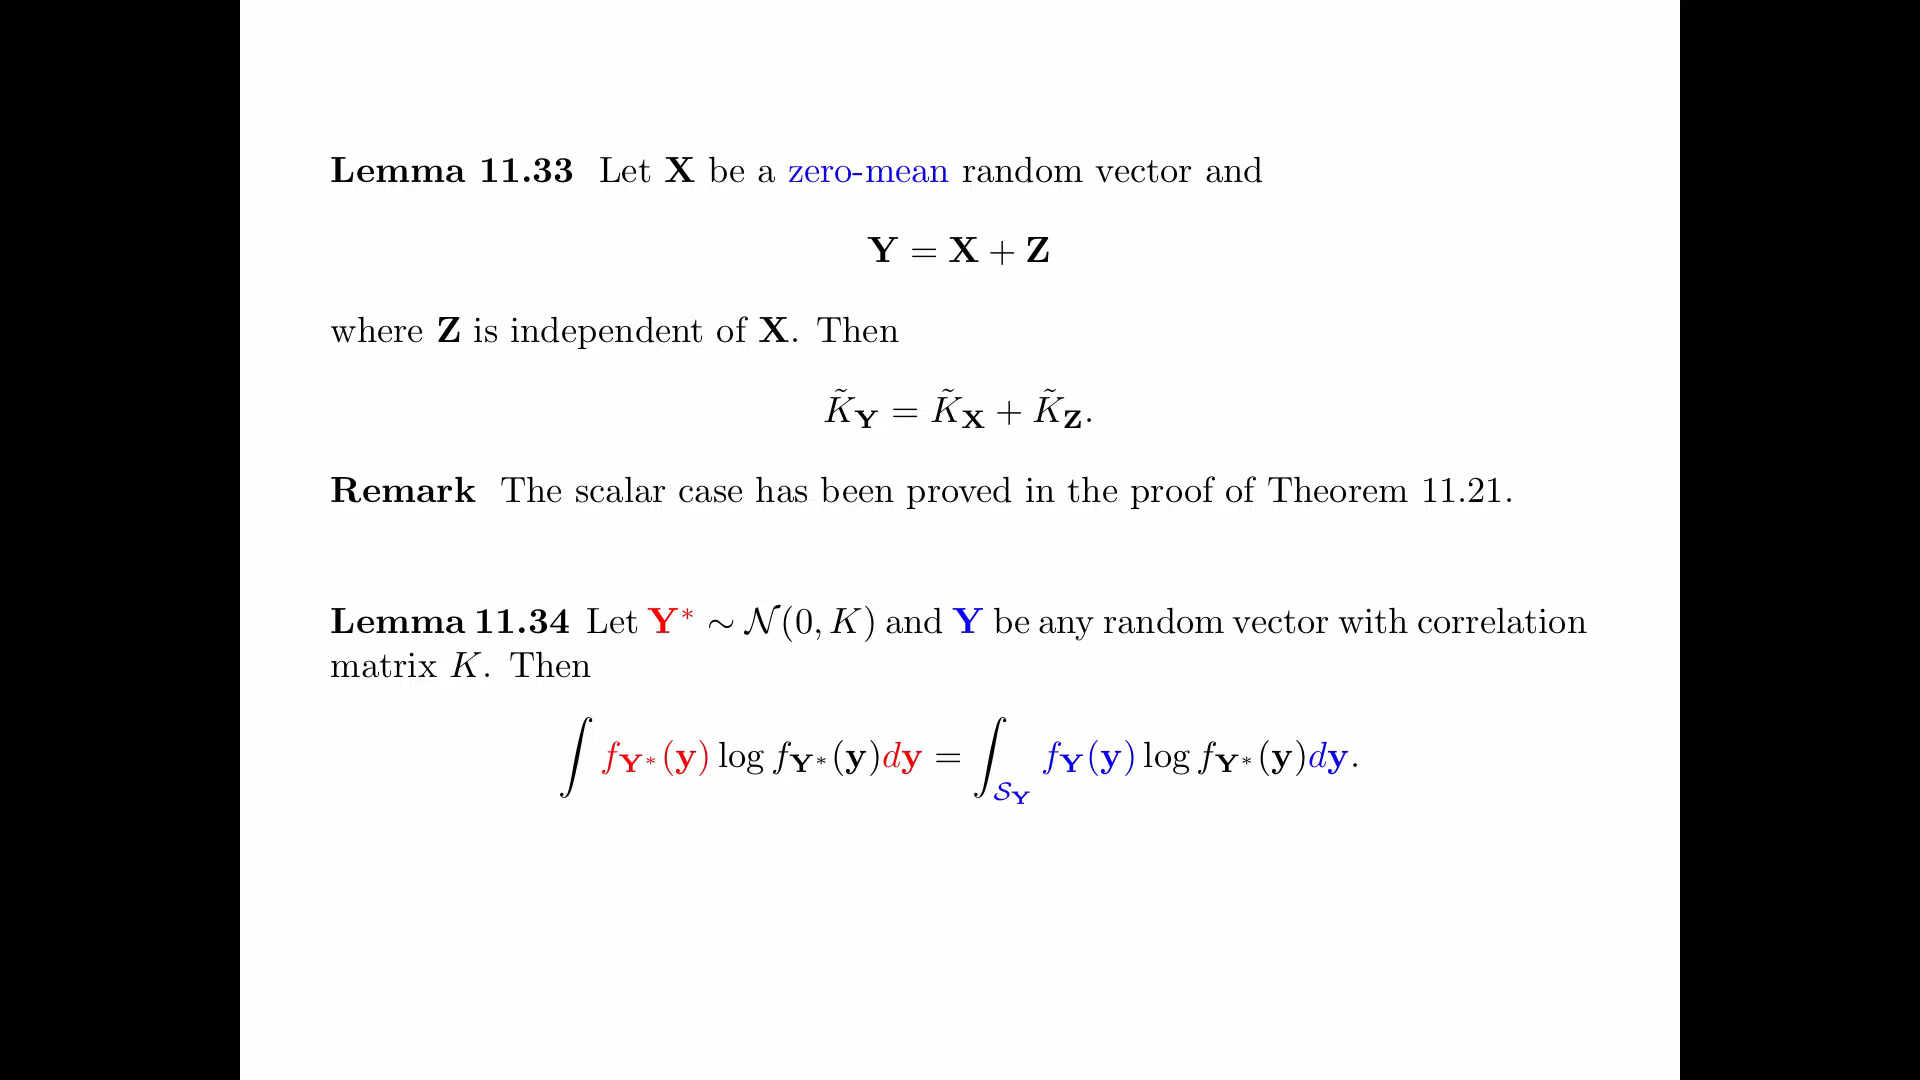 Lemma 11.33 Let X be a zero-mean random vector and
Y = X + Z
where Z is independent of X. Then
K̃_Y = K̃_X + K̃_Z.
Remark The scalar case has been proved in the proof of Theorem 11.21.
Lemma 11.34 Let Y* ∼ 𝒩(0, K) and Y be any random vector with correlation
matrix K. Then
∫ f_{Y*}(y) log f_{Y*}(y)dy = ∫_{𝒮_Y} f_Y(y) log f_{Y*}(y)dy.